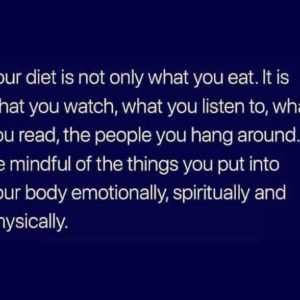 our diet is not only what you eat. It is
hat you watch, what you listen to, wha
ou read, the people you hang around.
e mindful of the things you put into
our body emotionally, spiritually and
hysically.